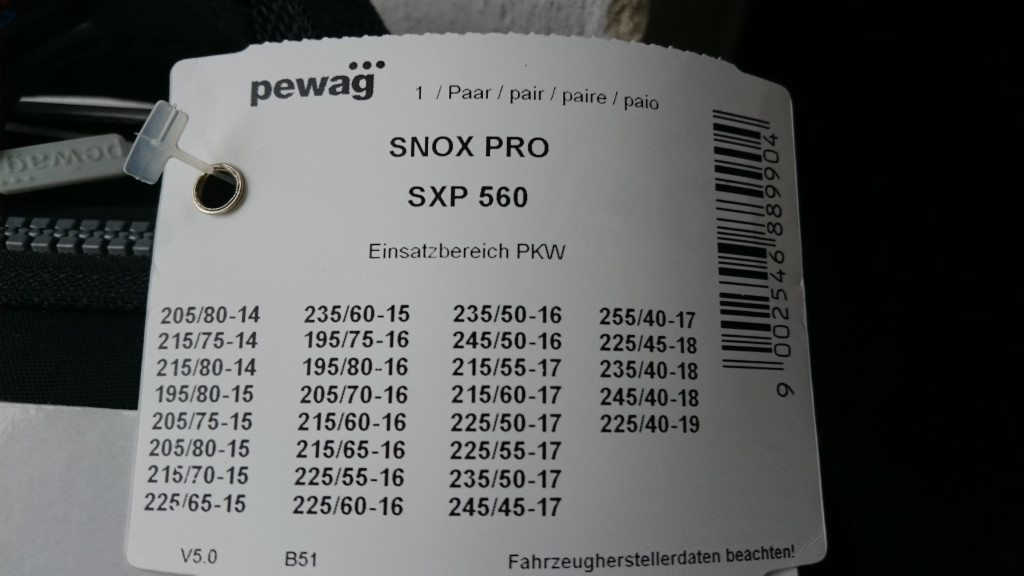 pewag
1 / Paar / pair / paire / paio
SNOX PRO
SXP 560
Einsatzbereich PKW
205/80-14 235/60-15 235/50-16 255/40-17
215/75-14 195/75-16 245/50-16 225/45-18
215/80-14 195/80-16 215/55-17 235/40-18
195/80-15 205/70-16 215/60-17 245/40-18
205/75-15 215/60-16 225/50-17 225/40-19
205/80-15 215/65-16 225/55-17
215/70-15 225/55-16 235/50-17
225/65-15 225/60-16 245/45-17
V5.0 B51 Fahrzeugherstellerdaten beachten!
9 002546 889904
pewag